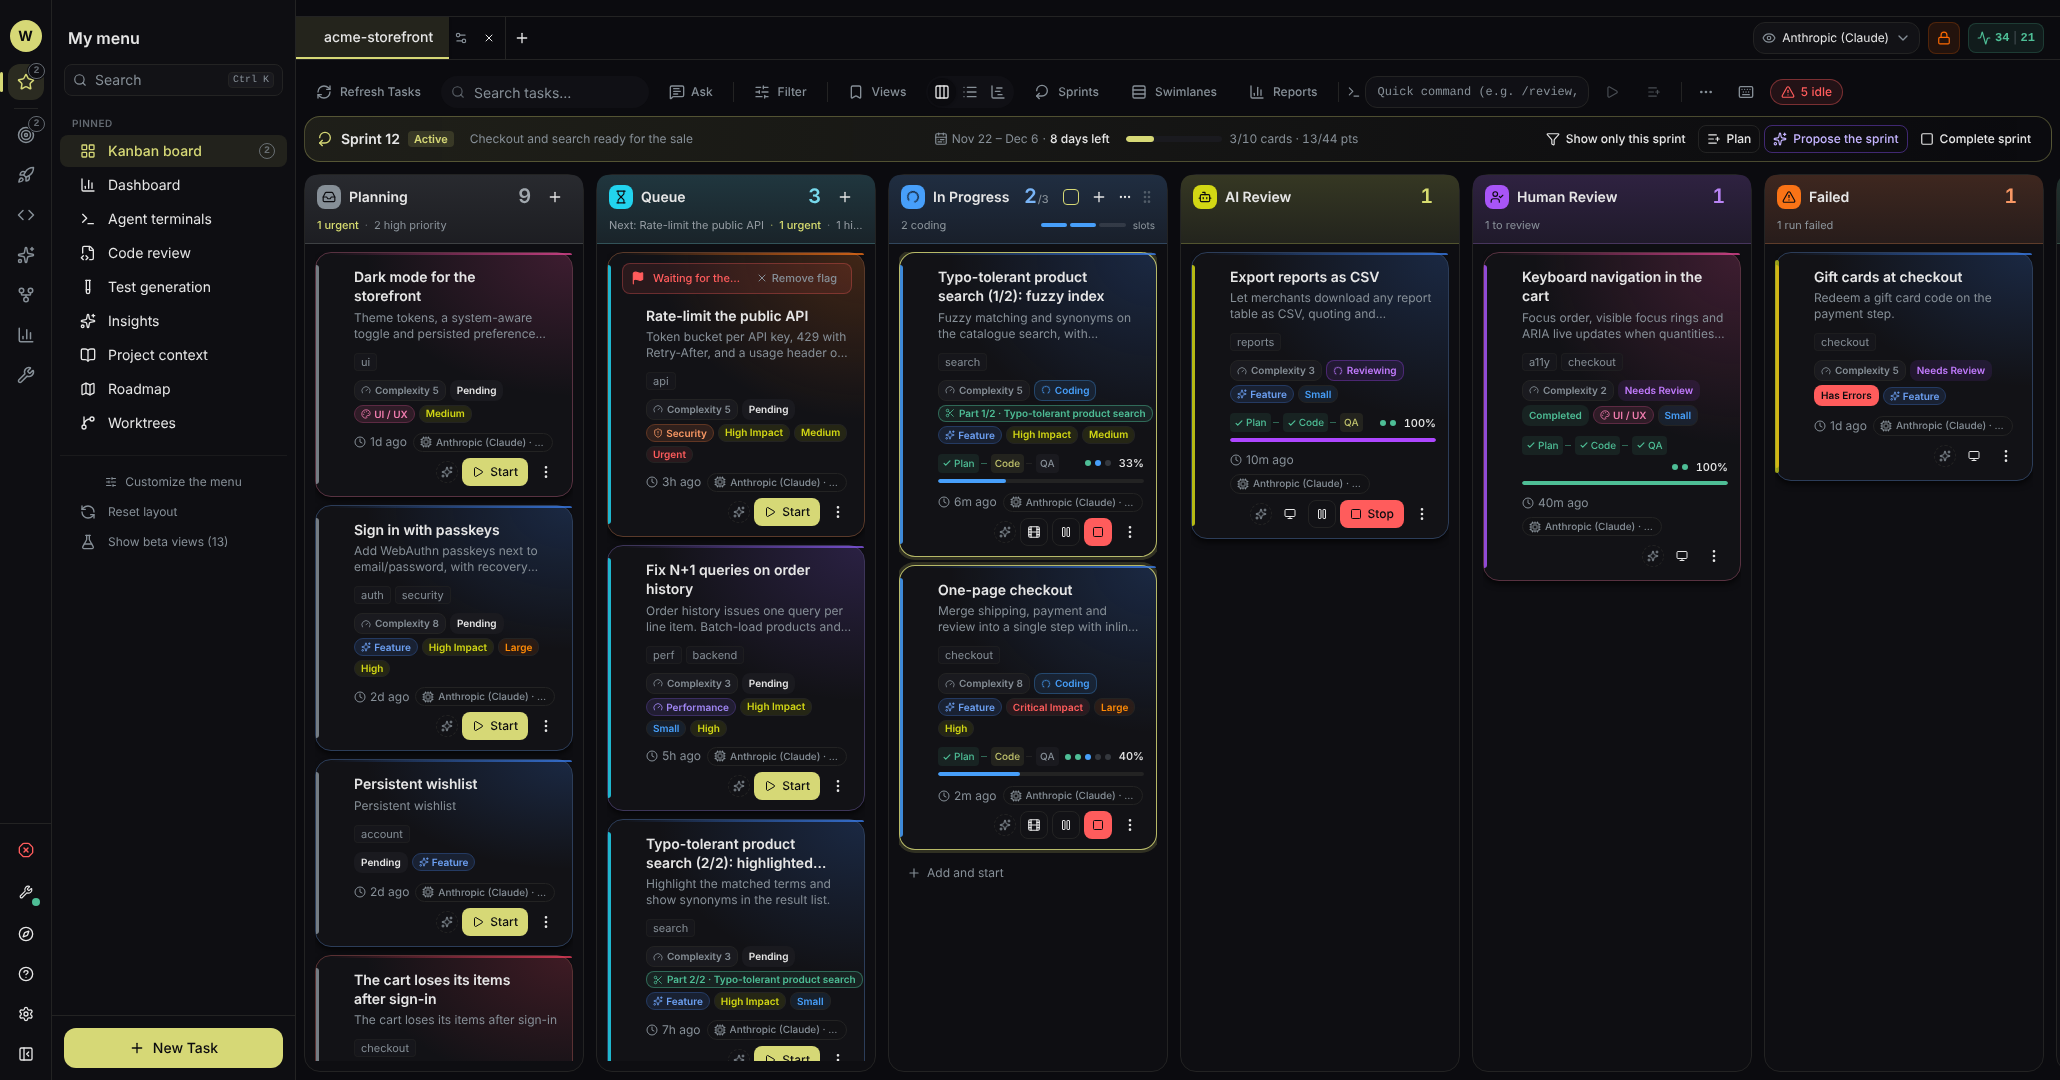 W
My menu
Search
Ctrl K
2
2
PINNED
Kanban board
2
Dashboard
Agent terminals
Code review
Test generation
Insights
Project context
Roadmap
Worktrees
Customize the menu
Reset layout
Show beta views (13)
New Task
acme-storefront
Anthropic (Claude)
34 | 21
Refresh Tasks
Search tasks...
Ask
Filter
Views
Sprints
Swimlanes
Reports
Quick command (e.g. /review,
5 idle
Sprint 12
Active
Checkout and search ready for the sale
Nov 22 – Dec 6 · 8 days left
3/10 cards · 13/44 pts
Show only this sprint
Plan
Propose the sprint
Complete sprint
Planning
9
1 urgent · 2 high priority
Dark mode for the
storefront
Theme tokens, a system-aware
toggle and persisted preference...
ui
Complexity 5
Pending
UI / UX
Medium
1d ago
Anthropic (Claude) · ...
Start
Sign in with passkeys
Add WebAuthn passkeys next to
email/password, with recovery...
auth
security
Complexity 8
Pending
Feature
High Impact
Large
High
2d ago
Anthropic (Claude) · ...
Start
Persistent wishlist
Persistent wishlist
account
Pending
Feature
2d ago
Anthropic (Claude) · ...
Start
The cart loses its items
after sign-in
The cart loses its items after sign-in
checkout
Queue
3
Next: Rate-limit the public API · 1 urgent · 1 hi...
Waiting for the...
Remove flag
Rate-limit the public API
Token bucket per API key, 429 with
Retry-After, and a usage header o...
api
Complexity 5
Pending
Security
High Impact
Medium
Urgent
3h ago
Anthropic (Claude) · ...
Start
Fix N+1 queries on order
history
Order history issues one query per
line item. Batch-load products and...
perf
backend
Complexity 3
Pending
Performance
High Impact
Small
High
5h ago
Anthropic (Claude) · ...
Start
Typo-tolerant product
search (2/2): highlighted...
Highlight the matched terms and
show synonyms in the result list.
search
Complexity 3
Pending
Part 2/2 · Typo-tolerant product search
Feature
High Impact
Small
7h ago
Anthropic (Claude) · ...
Start
In Progress
2/3
2 coding
slots
Typo-tolerant product
search (1/2): fuzzy index
Fuzzy matching and synonyms on
the catalogue search, with...
search
Complexity 5
Coding
Part 1/2 · Typo-tolerant product search
Feature
High Impact
Medium
Plan – Code – QA
33%
6m ago
Anthropic (Claude) · ...
One-page checkout
Merge shipping, payment and
review into a single step with inlin...
checkout
Complexity 8
Coding
Feature
Critical Impact
Large
High
Plan – Code – QA
40%
2m ago
Anthropic (Claude) · ...
Add and start
AI Review
1
Export reports as CSV
Let merchants download any report
table as CSV, quoting and...
reports
Complexity 3
Reviewing
Feature
Small
Plan – Code – QA
100%
10m ago
Anthropic (Claude) · ...
Stop
Human Review
1
1 to review
Keyboard navigation in the
cart
Focus order, visible focus rings and
ARIA live updates when quantities...
a11y
checkout
Complexity 2
Needs Review
Completed
UI / UX
Small
Plan – Code – QA
100%
40m ago
Anthropic (Claude) · ...
Failed
1
1 run failed
Gift cards at checkout
Redeem a gift card code on the
payment step.
checkout
Complexity 5
Needs Review
Has Errors
Feature
1d ago
Anthropic (Claude) · ...